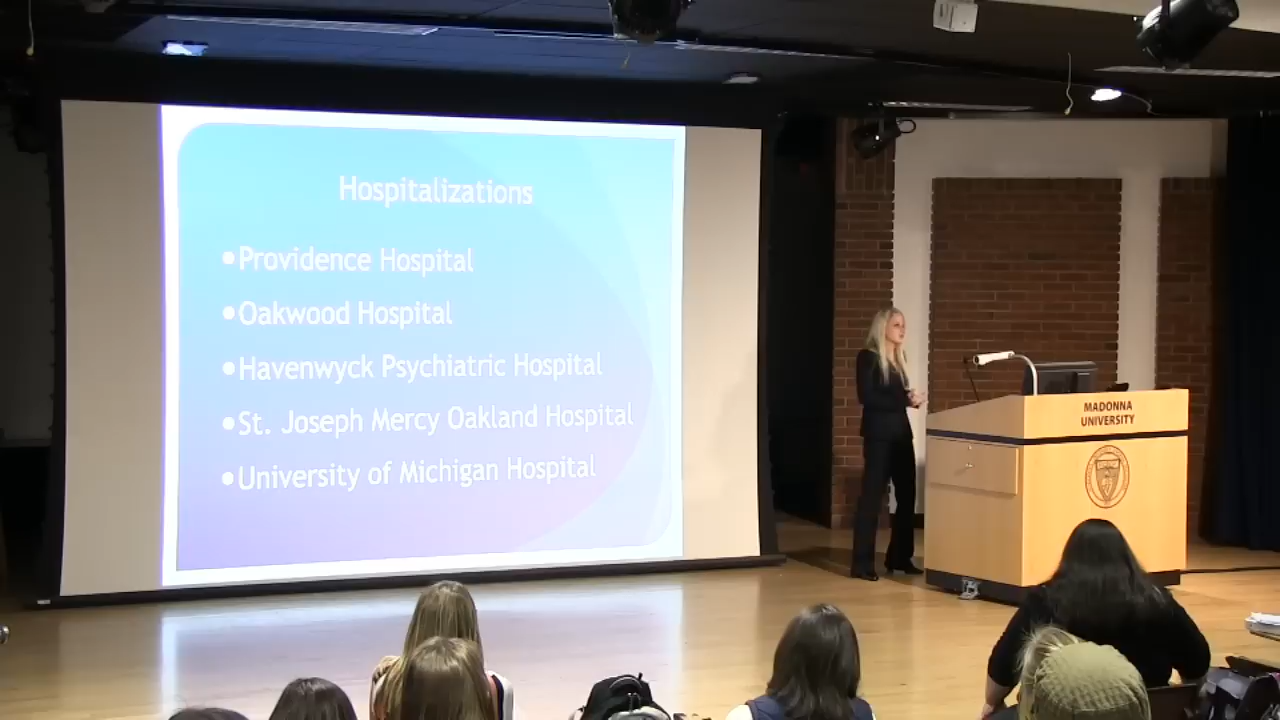 Hospitalizations
•Providence Hospital
•Oakwood Hospital
•Havenwyck Psychiatric Hospital
•St. Joseph Mercy Oakland Hospital
•University of Michigan Hospital
MADONNA
UNIVERSITY